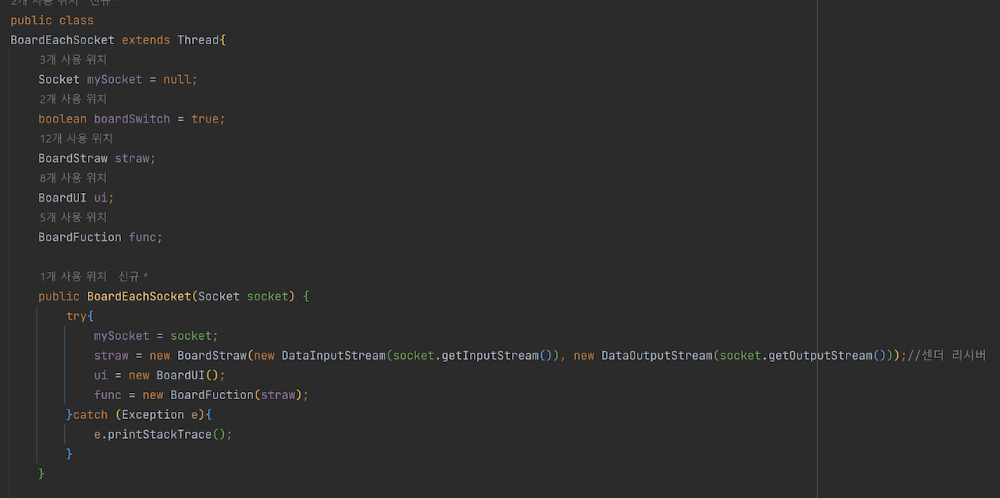 2개 사용 위치 신규 *
public class
BoardEachSocket extends Thread{
3개 사용 위치
Socket mySocket = null;
2개 사용 위치
boolean boardSwitch = true;
12개 사용 위치
BoardStraw straw;
8개 사용 위치
BoardUI ui;
5개 사용 위치
BoardFuction func;
1개 사용 위치 신규 *
public BoardEachSocket(Socket socket) {
try{
mySocket = socket;
straw = new BoardStraw(new DataInputStream(socket.getInputStream()), new DataOutputStream(socket.getOutputStream()));//센더 리시버
ui = new BoardUI();
func = new BoardFuction(straw);
}catch (Exception e){
e.printStackTrace();
}
}